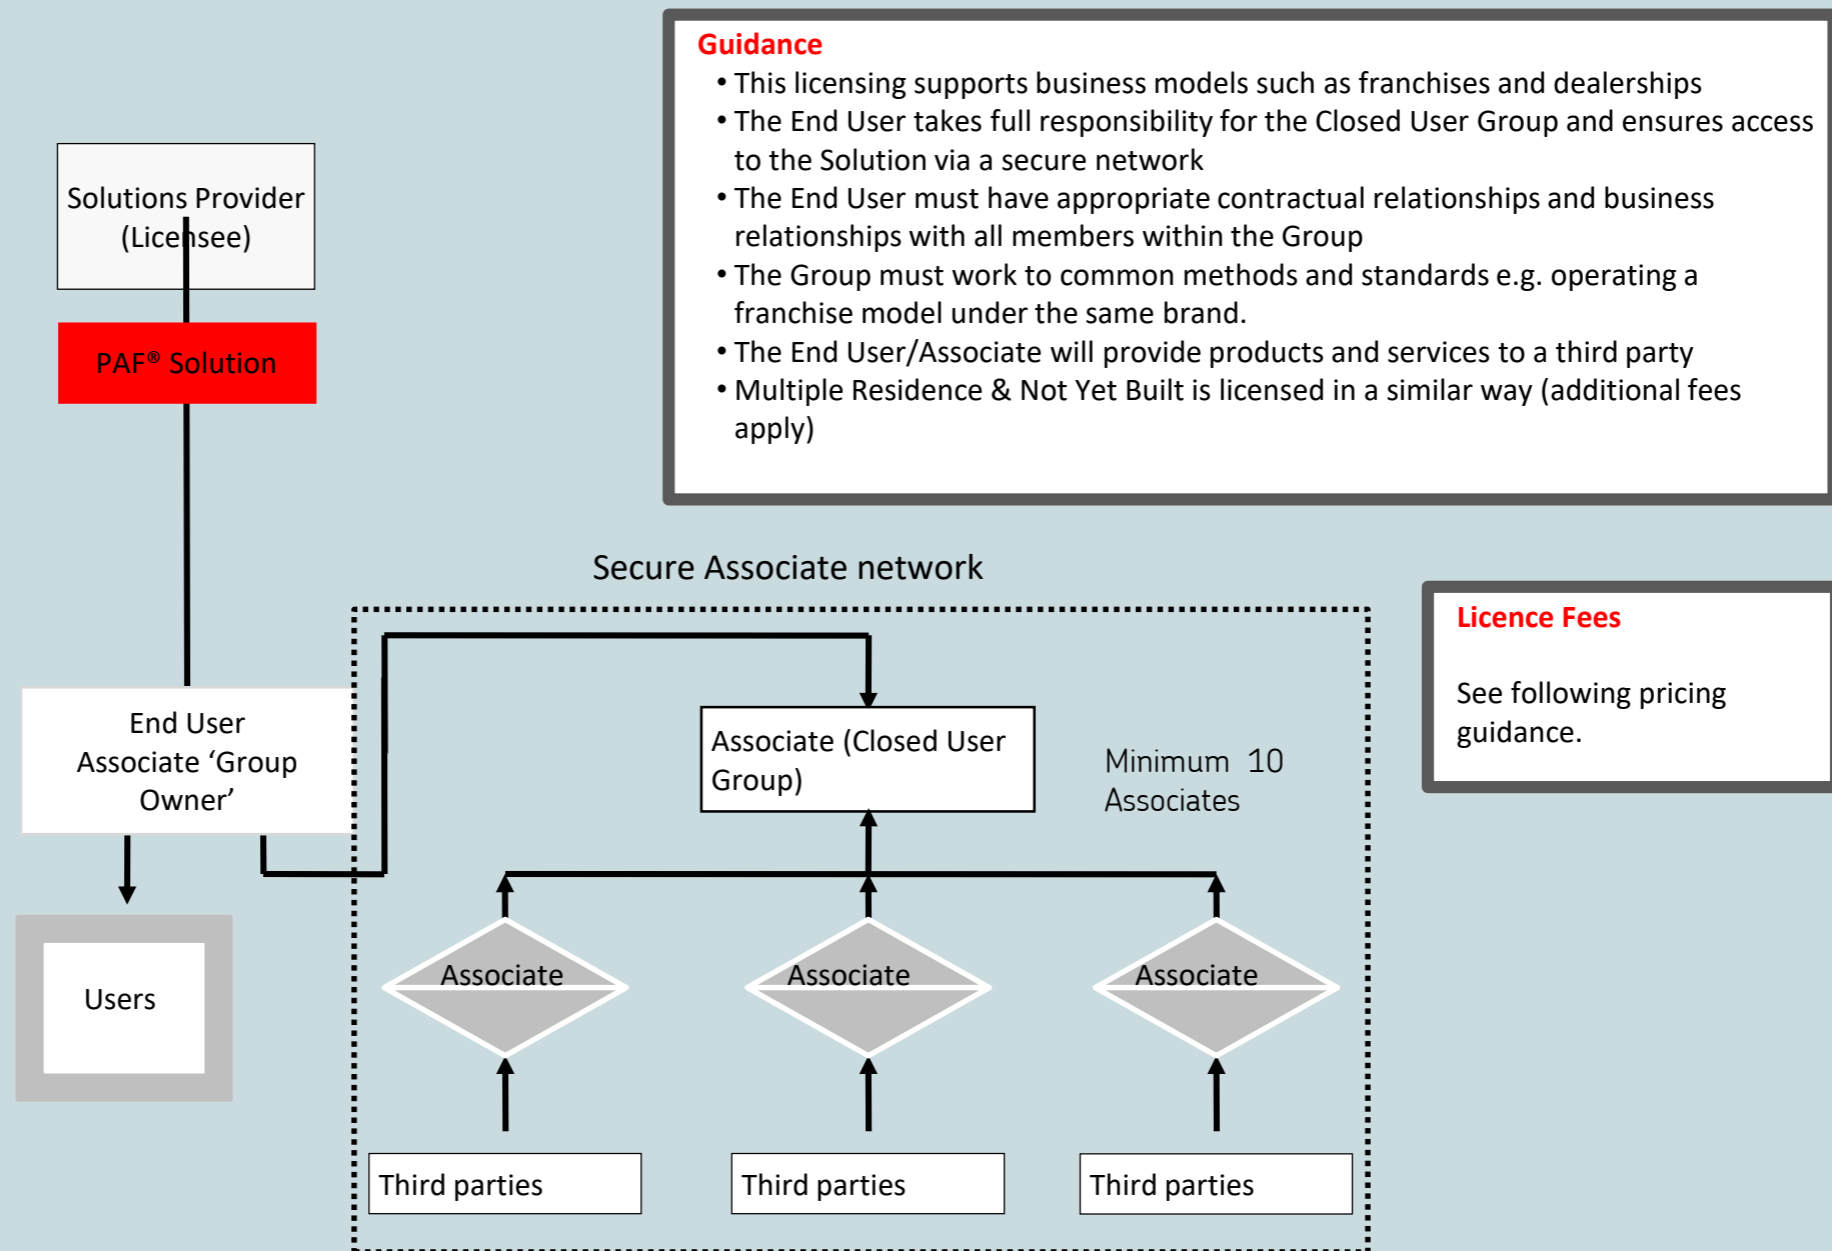 Guidance
• This licensing supports business models such as franchises and dealerships
• The End User takes full responsibility for the Closed User Group and ensures access
to the Solution via a secure network
• The End User must have appropriate contractual relationships and business
relationships with all members within the Group
• The Group must work to common methods and standards e.g. operating a
franchise model under the same brand.
• The End User/Associate will provide products and services to a third party
• Multiple Residence & Not Yet Built is licensed in a similar way (additional fees
apply)
Solutions Provider
(Licensee)
PAF® Solution
Secure Associate network
Licence Fees
See following pricing
guidance.
End User
Associate ‘Group
Owner’
Associate (Closed User
Group)
Minimum 10
Associates
Users
Associate
Associate
Associate
Third parties
Third parties
Third parties